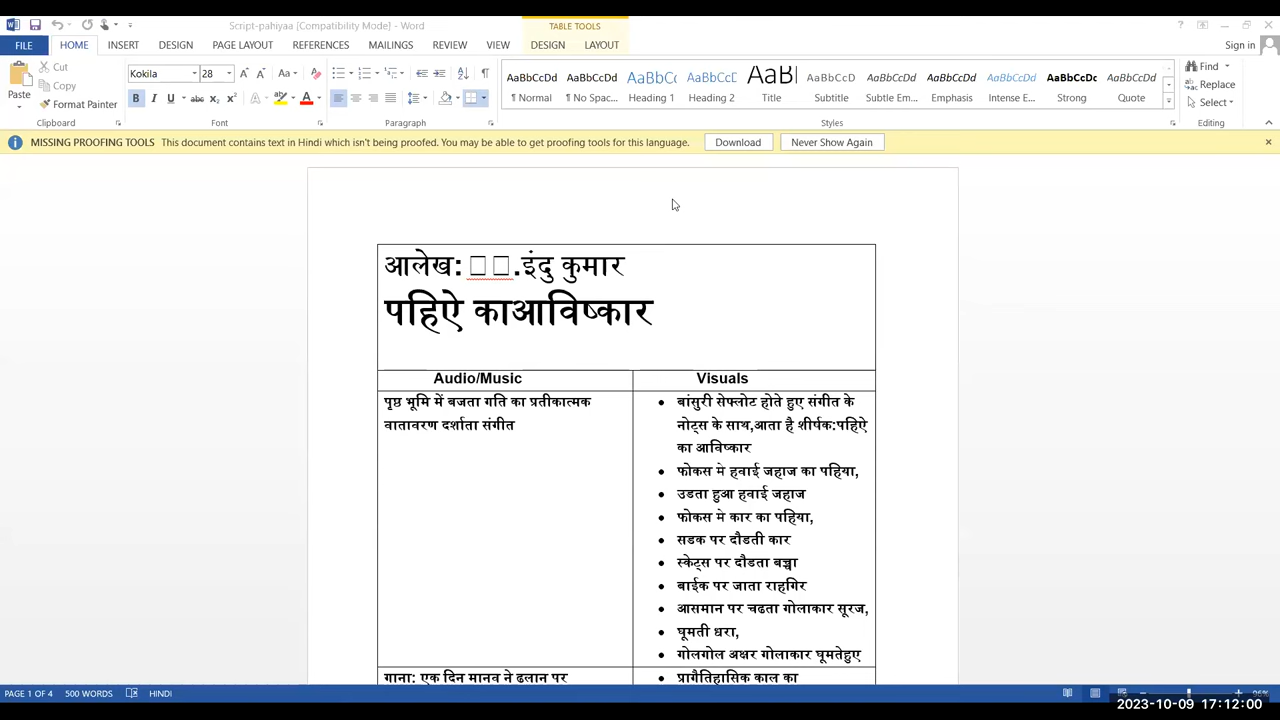 Script-pahiyaa [Compatibility Mode] - Word
TABLE TOOLS
FILE HOME INSERT DESIGN PAGE LAYOUT REFERENCES MAILINGS REVIEW VIEW DESIGN LAYOUT Sign in
Paste
Cut
Copy
Format Painter
Clipboard
Kokila 28
Font
Paragraph
AaBbCcDd AaBbCcDd AaBbCc AaBbCcD AaBl AaBbCcD AaBbCcDd AaBbCcDd AaBbCcDd AaBbCcDc AaBbCcDd
¶ Normal ¶ No Spac... Heading 1 Heading 2 Title Subtitle Subtle Em... Emphasis Intense E... Strong Quote
Styles
Find
Replace
Select
Editing
MISSING PROOFING TOOLS This document contains text in Hindi which isn't being proofed. You may be able to get proofing tools for this language. Download Never Show Again
आलेख: .इंदु कुमार
पहिऐ काआविष्कार
Audio/Music
Visuals
पृष्ठ भूमि में बजता गति का प्रतीकात्मक
वातावरण दर्शाता संगीत
• बांसुरी सेफ्लोट होते हुए संगीत के
नोट्स के साथ,आता है शीर्षक:पहिऐ
का आविष्कार
• फोकस मे हवाई जहाज का पहिया,
• उडता हुआ हवाई जहाज
• फोकस मे कार का पहिया,
• सडक पर दौडती कार
• स्केट्स पर दौडता बच्चा
• बाईक पर जाता राहगिर
• आसमान पर चढता गोलाकार सूरज,
• घूमती धरा,
• गोलगोल अक्षर गोलाकार घूमतेहुए
गाना: एक दिन मानव ने ढलान पर
• प्रागैतिहासिक काल का
PAGE 1 OF 4 500 WORDS HINDI 96%
2023-10-09 17:12:00